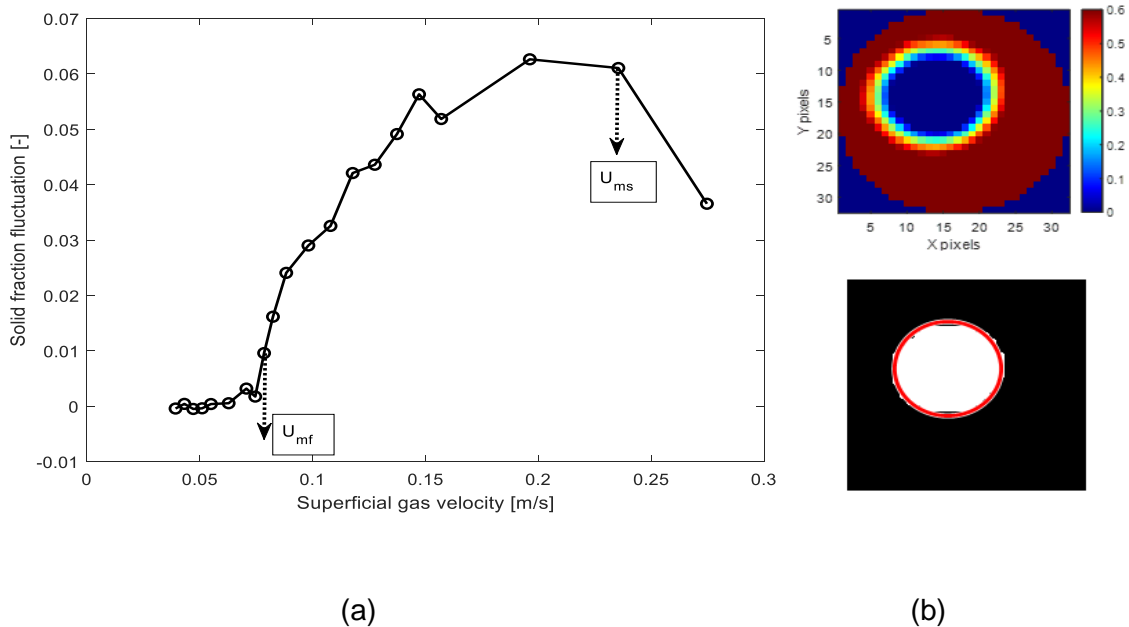 0.07
0.06
0.05
0.04
0.03
0.02
0.01
0
-0.01
Solid fraction fluctuation [-]
0 0.05 0.1 0.15 0.2 0.25 0.3
Superficial gas velocity [m/s]
U_mf
U_ms
5
10
15
20
25
30
Y pixels
5 10 15 20 25 30
X pixels
0.6
0.5
0.4
0.3
0.2
0.1
0
(a) (b)